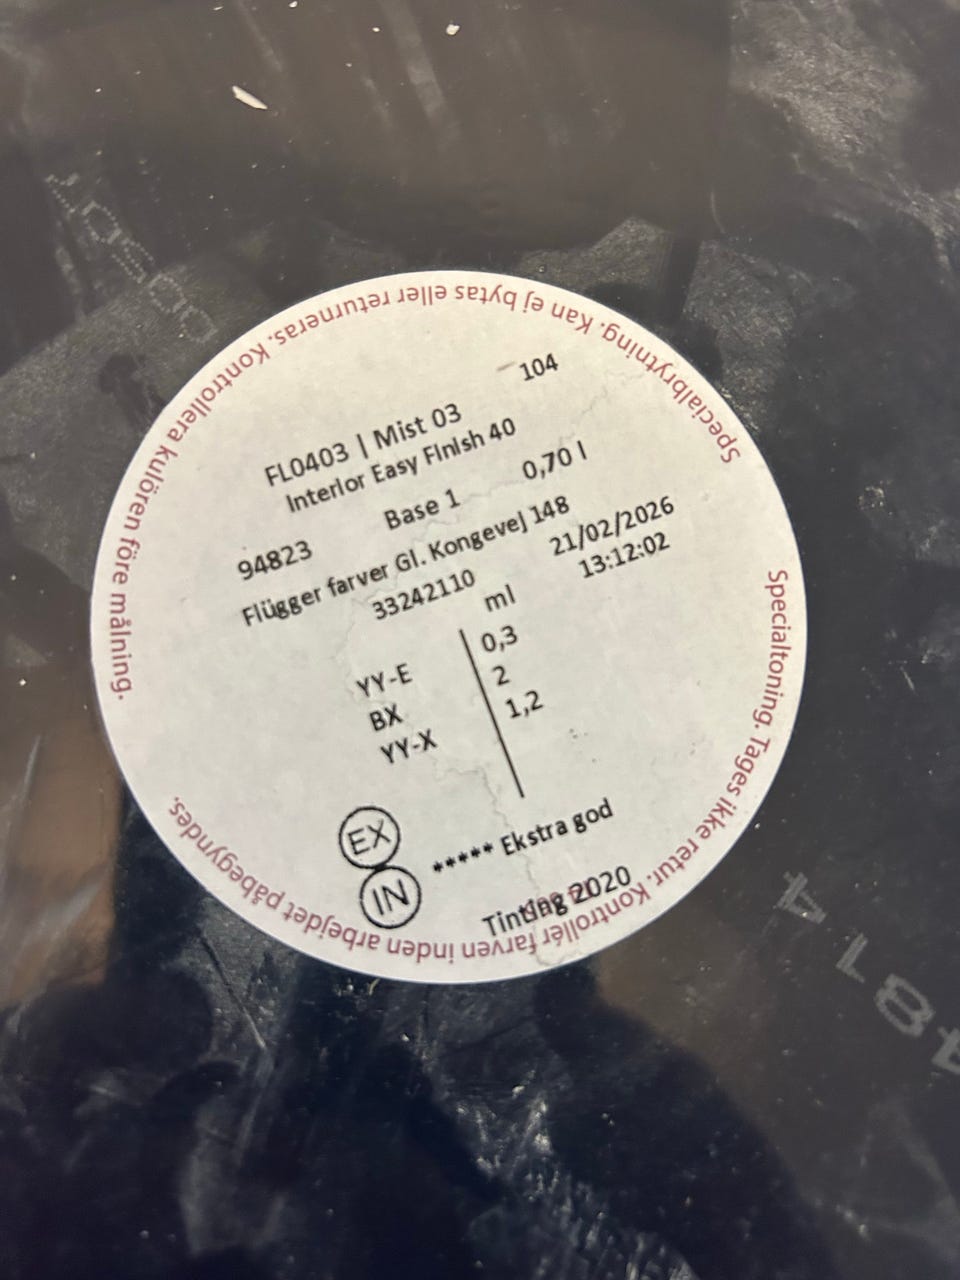 Specialbrytning. Kan ej bytas eller returneras. Kontrollera kulören före målning.
104
FL0403 | Mist 03
Interior Easy Finish 40
94823 Base 1 0,70 l
Flügger farver Gl. Kongevej 148
33242110 21/02/2026
13:12:02
ml
YY-E 0,3
BX 2
YY-X 1,2
EX
IN
***** Ekstra god
Tinting 2020
Specialtoning. Tages ikke retur. Kontrollér farven inden arbejdet påbegyndes.